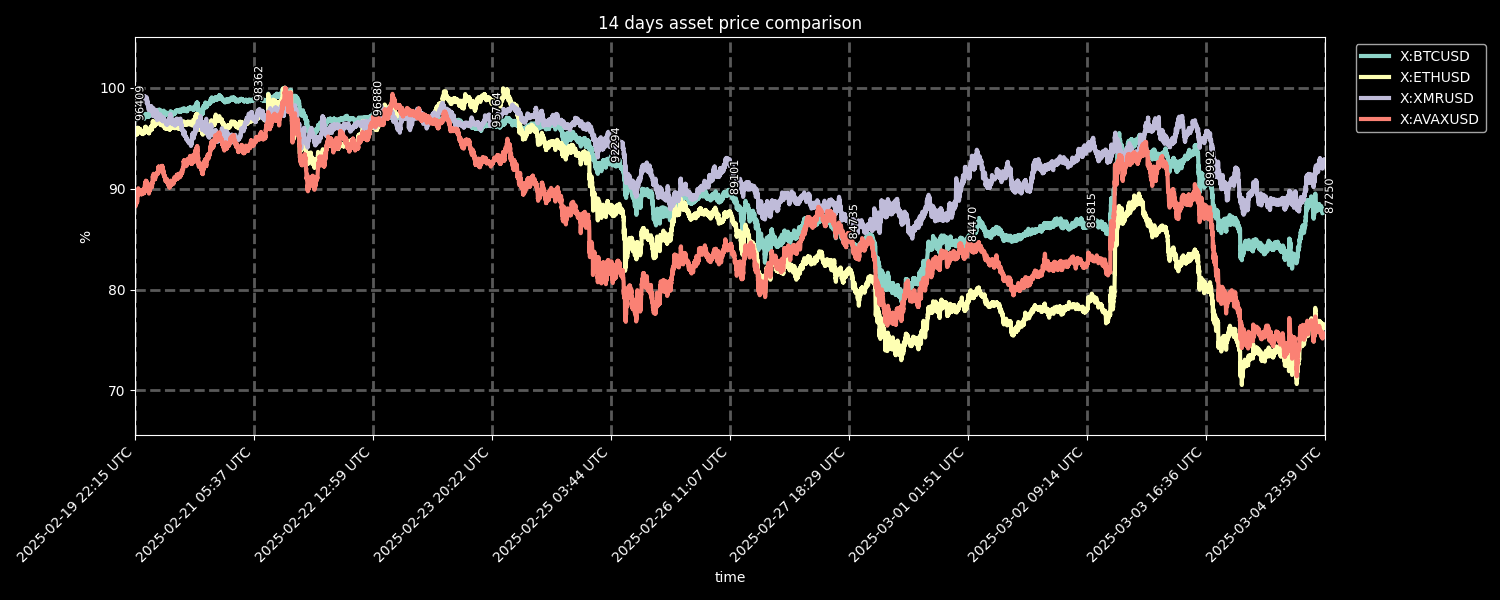 14 days asset price comparison
X:BTCUSD
X:ETHUSD
X:XMRUSD
X:AVAXUSD
100
90
80
70
%
96409
98362
96880
95764
92294
89101
84735
84470
85815
89992
87250
2025-02-19 22:15 UTC
2025-02-21 05:37 UTC
2025-02-22 12:59 UTC
2025-02-23 20:22 UTC
2025-02-25 03:44 UTC
2025-02-26 11:07 UTC
2025-02-27 18:29 UTC
2025-03-01 01:51 UTC
2025-03-02 09:14 UTC
2025-03-03 16:36 UTC
2025-03-04 23:59 UTC
time